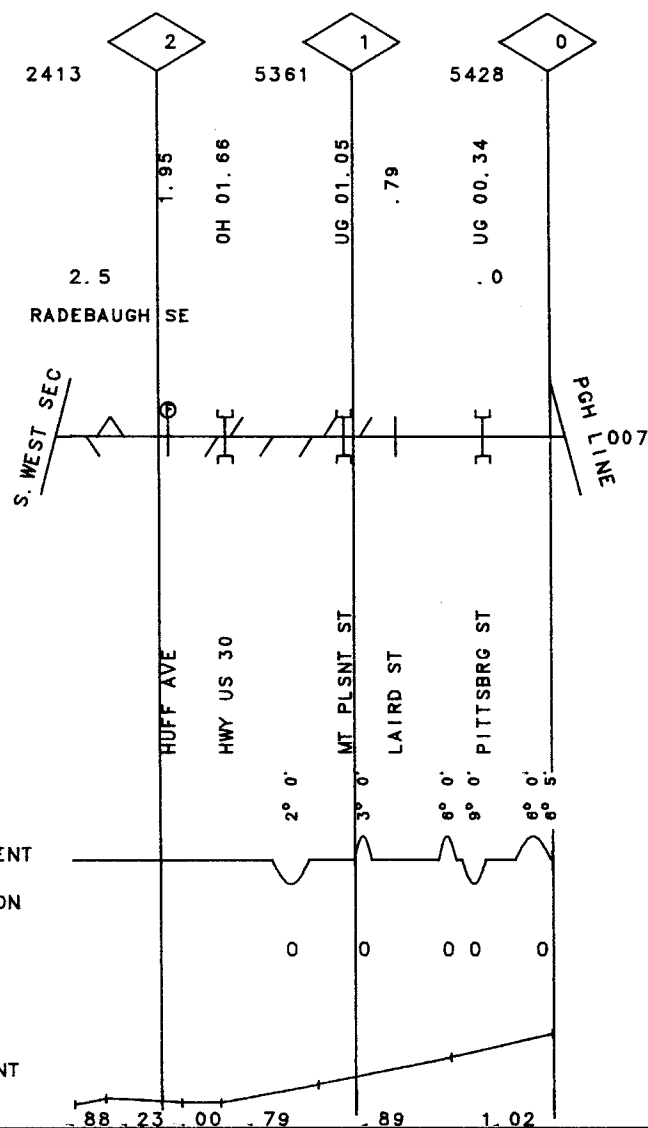 2 1 0
2413 5361 5428
1.95
OH 01.66
UG 01.05
.79
UG 00.34
2.5 .0
RADEBAUGH SE
S. WEST SEC
PGH LINE
007
HUFF AVE
HWY US 30
MT PLSNT ST
LAIRD ST
PITTSBRG ST
2° 0'
3° 0'
6° 0'
9° 0'
6° 0'
6° 5'
ENT
ON
0 0 0 0 0
NT
.88 .23 .00 .79 .89 1.02